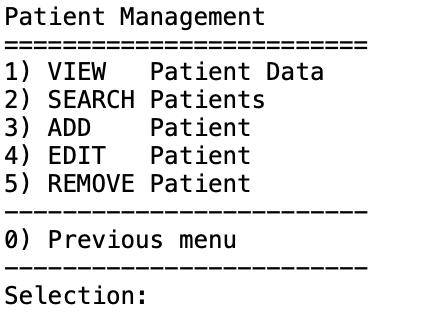 Patient Management
=========================
1) VIEW   Patient Data
2) SEARCH Patients
3) ADD    Patient
4) EDIT   Patient
5) REMOVE Patient
-------------------------
0) Previous menu
-------------------------
Selection: